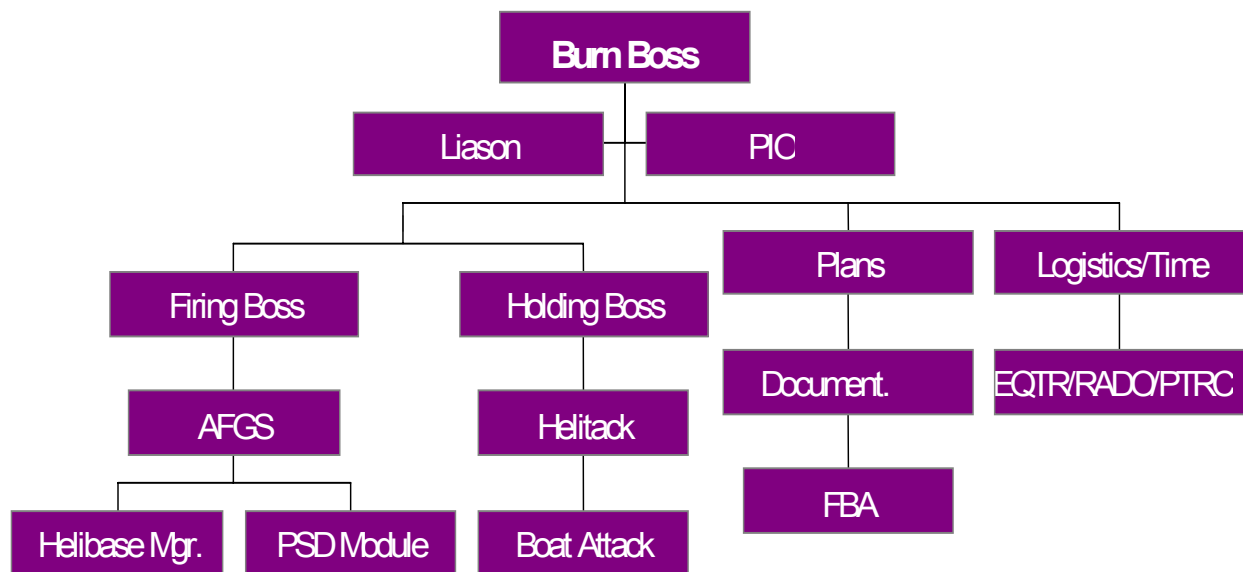 Burn Boss
Liason
PIO
Plans
Logistics/Time
Firing Boss
Holding Boss
Document.
EQTR/RADO/PTRC
AFGS
Helitack
FBA
Helibase Mgr.
PSD Module
Boat Attack